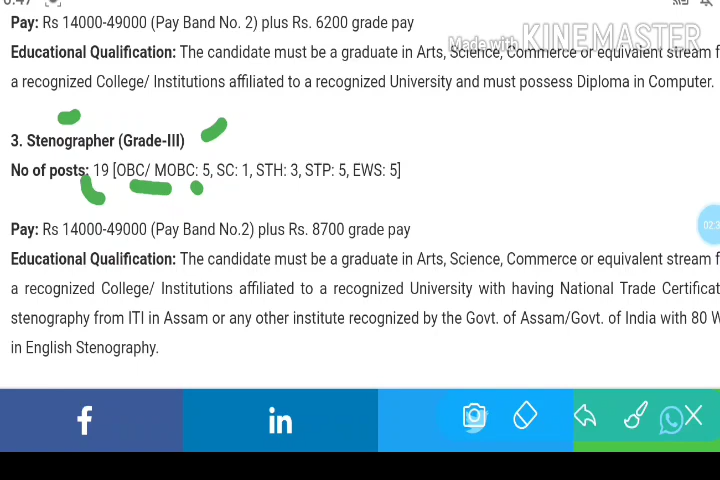 Pay: Rs 14000-49000 (Pay Band No. 2) plus Rs. 6200 grade pay
Made with KINEMASTER
Educational Qualification: The candidate must be a graduate in Arts, Science, Commerce or equivalent stream f
a recognized College/ Institutions affiliated to a recognized University and must possess Diploma in Computer.
3. Stenographer (Grade-III)
No of posts: 19 [OBC/ MOBC: 5, SC: 1, STH: 3, STP: 5, EWS: 5]
Pay: Rs 14000-49000 (Pay Band No.2) plus Rs. 8700 grade pay
Educational Qualification: The candidate must be a graduate in Arts, Science, Commerce or equivalent stream f
a recognized College/ Institutions affiliated to a recognized University with having National Trade Certificat
stenography from ITI in Assam or any other institute recognized by the Govt. of Assam/Govt. of India with 80 W
in English Stenography.
f in